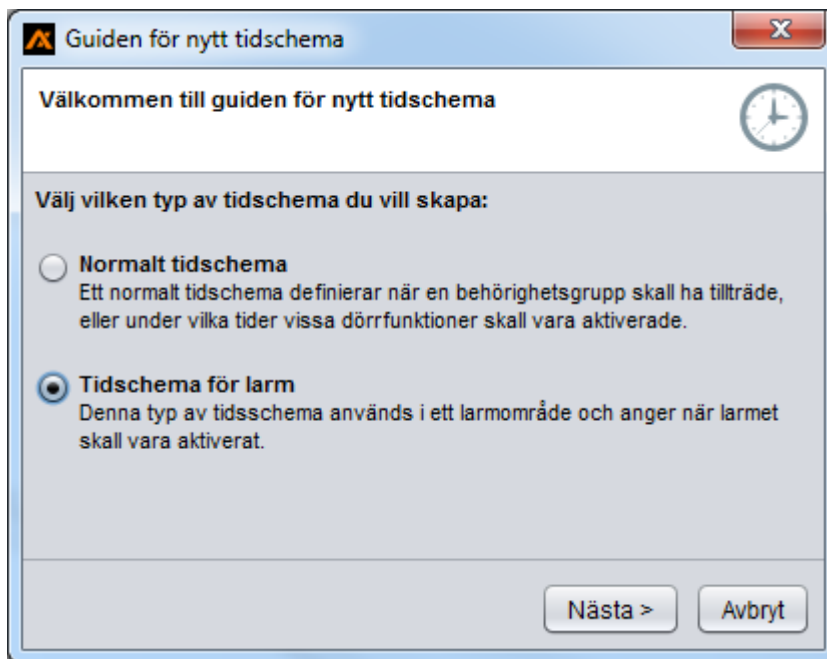 Guiden för nytt tidschema
Välkommen till guiden för nytt tidschema
Välj vilken typ av tidschema du vill skapa:
Normalt tidschema
Ett normalt tidschema definierar när en behörighetsgrupp skall ha tillträde,
eller under vilka tider vissa dörrfunktioner skall vara aktiverade.
Tidschema för larm
Denna typ av tidsschema används i ett larmområde och anger när larmet
skall vara aktiverat.
Nästa > Avbryt